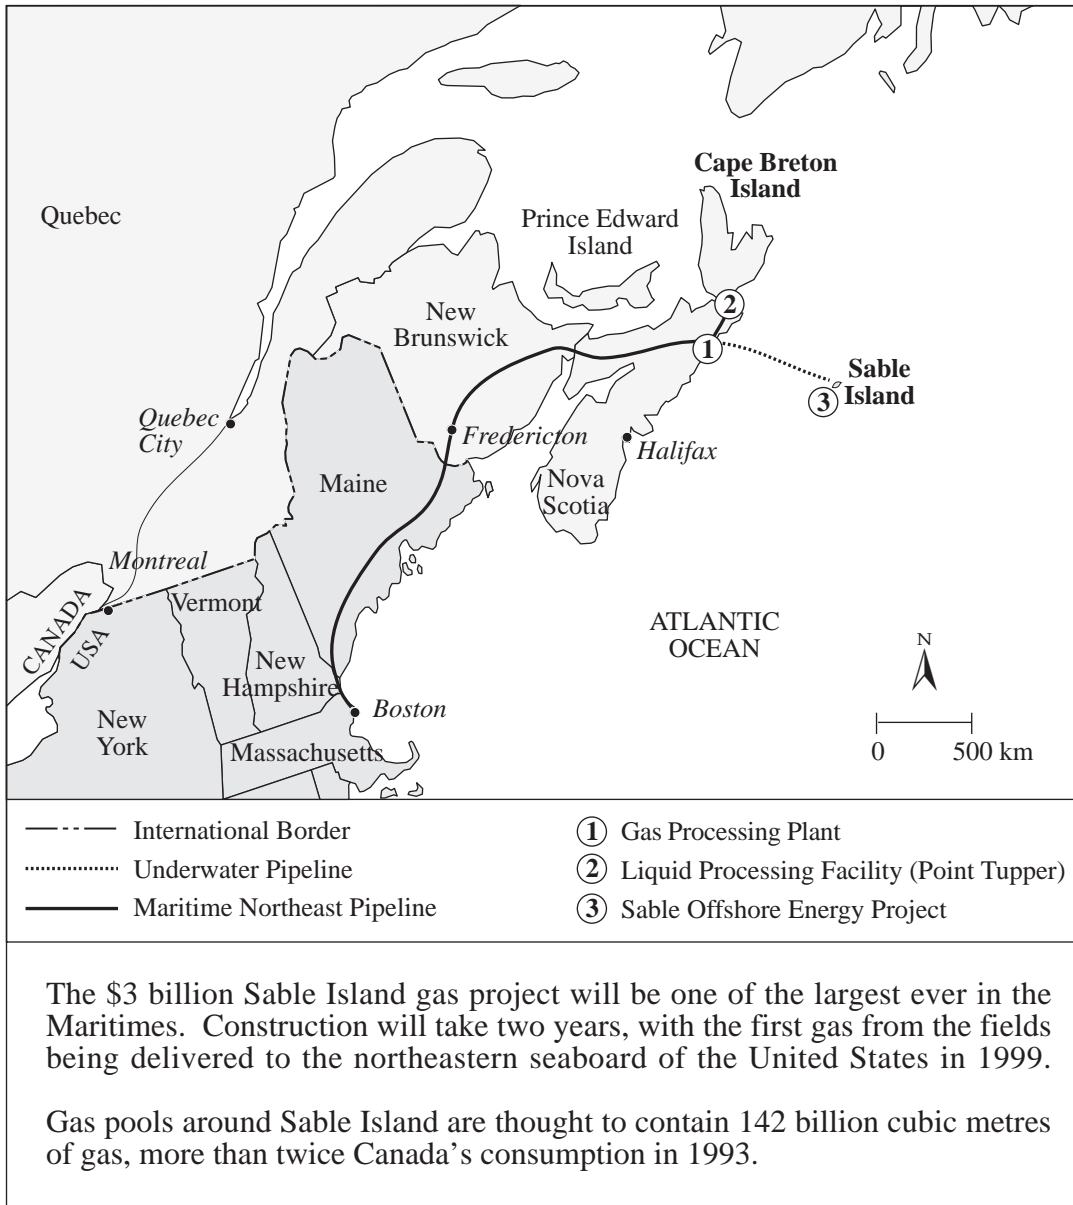 Quebec
Cape Breton
Island
Prince Edward
Island
New
Brunswick
2
1
Sable
Island
3
Quebec
City
Fredericton
Halifax
Maine
Nova
Scotia
Montreal
Vermont
CANADA
USA
ATLANTIC
OCEAN
N
New
Hampshire
Boston
New
York
Massachusetts
0 500 km
International Border
Underwater Pipeline
Maritime Northeast Pipeline
1 Gas Processing Plant
2 Liquid Processing Facility (Point Tupper)
3 Sable Offshore Energy Project
The $3 billion Sable Island gas project will be one of the largest ever in the
Maritimes. Construction will take two years, with the first gas from the fields
being delivered to the northeastern seaboard of the United States in 1999.
Gas pools around Sable Island are thought to contain 142 billion cubic metres
of gas, more than twice Canada's consumption in 1993.